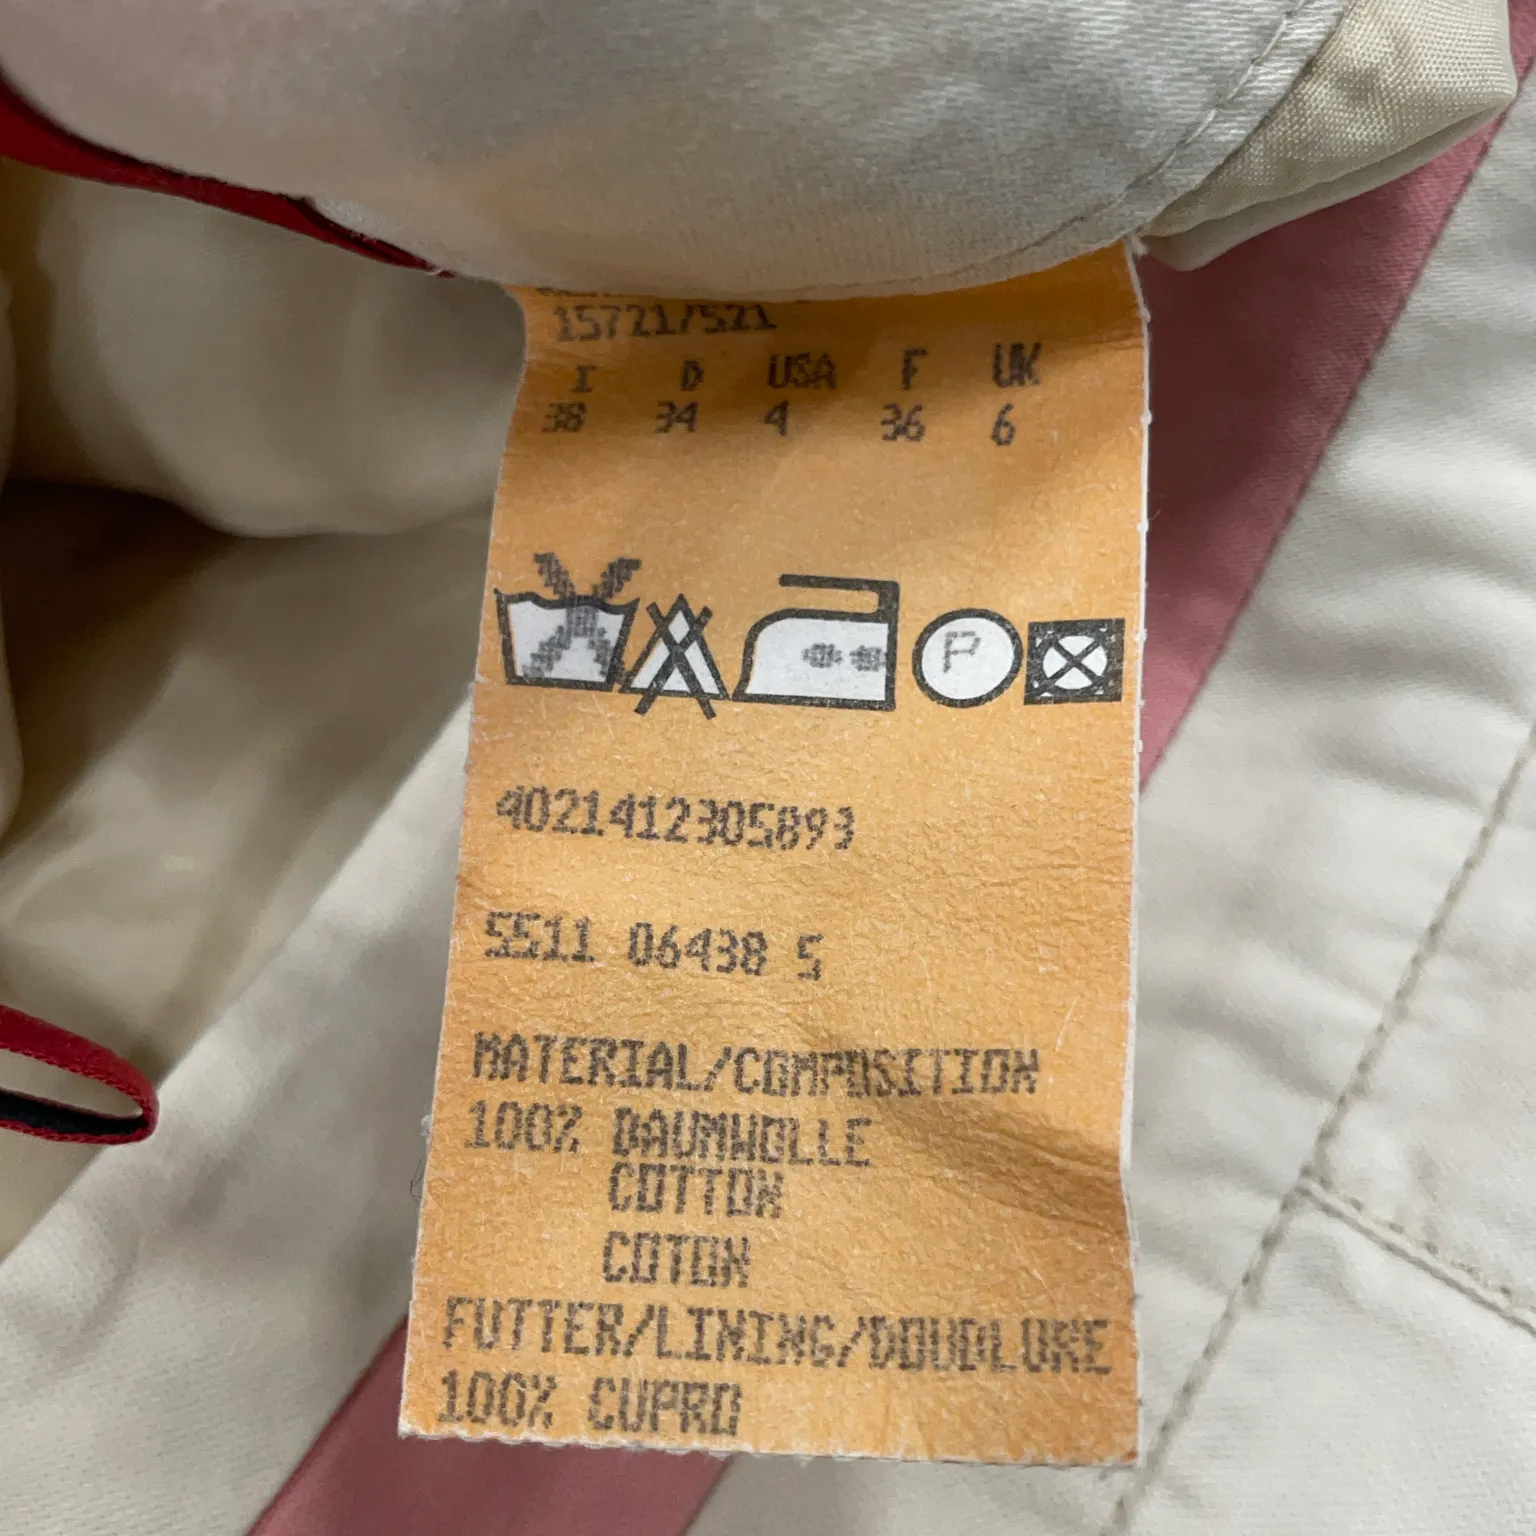 15721/521
I D USA F UK
38 34 4 36 6
P
4021412305893
5511 06438 5
MATERIAL/COMPOSITION
100% BAUMWOLLE
COTTON
COTON
FUTTER/LINING/DOUBLURE
100% CUPRO